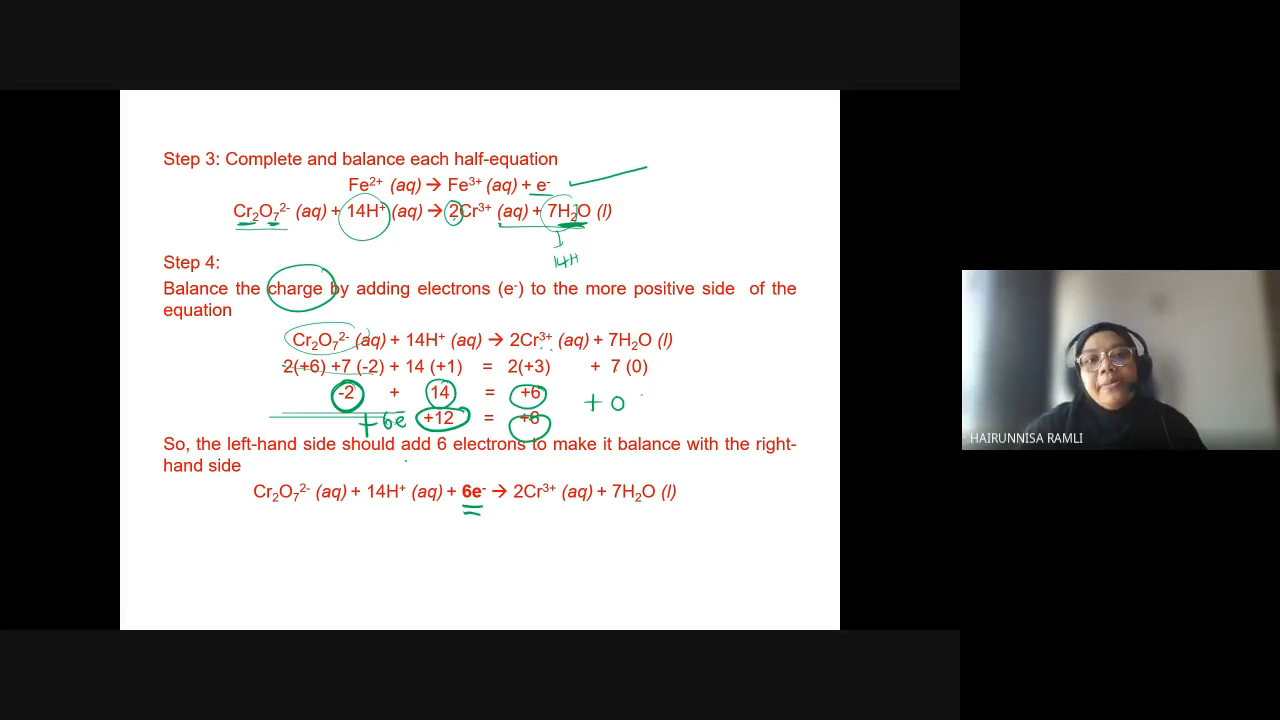 Step 3: Complete and balance each half-equation
Fe²⁺ (aq) → Fe³⁺ (aq) + e⁻
Cr₂O₇²⁻ (aq) + 14H⁺ (aq) → 2Cr³⁺ (aq) + 7H₂O (l)
14H
Step 4:
Balance the charge by adding electrons (e⁻) to the more positive side of the
equation
Cr₂O₇²⁻ (aq) + 14H⁺ (aq) → 2Cr³⁺ (aq) + 7H₂O (l)
2(+6) +7 (-2) + 14 (+1) = 2(+3) + 7 (0)
-2 + 14 = +6 + 0
+6e +12 = +6
So, the left-hand side should add 6 electrons to make it balance with the right-
hand side
Cr₂O₇²⁻ (aq) + 14H⁺ (aq) + 6e⁻ → 2Cr³⁺ (aq) + 7H₂O (l)
HAIRUNNISA RAMLI